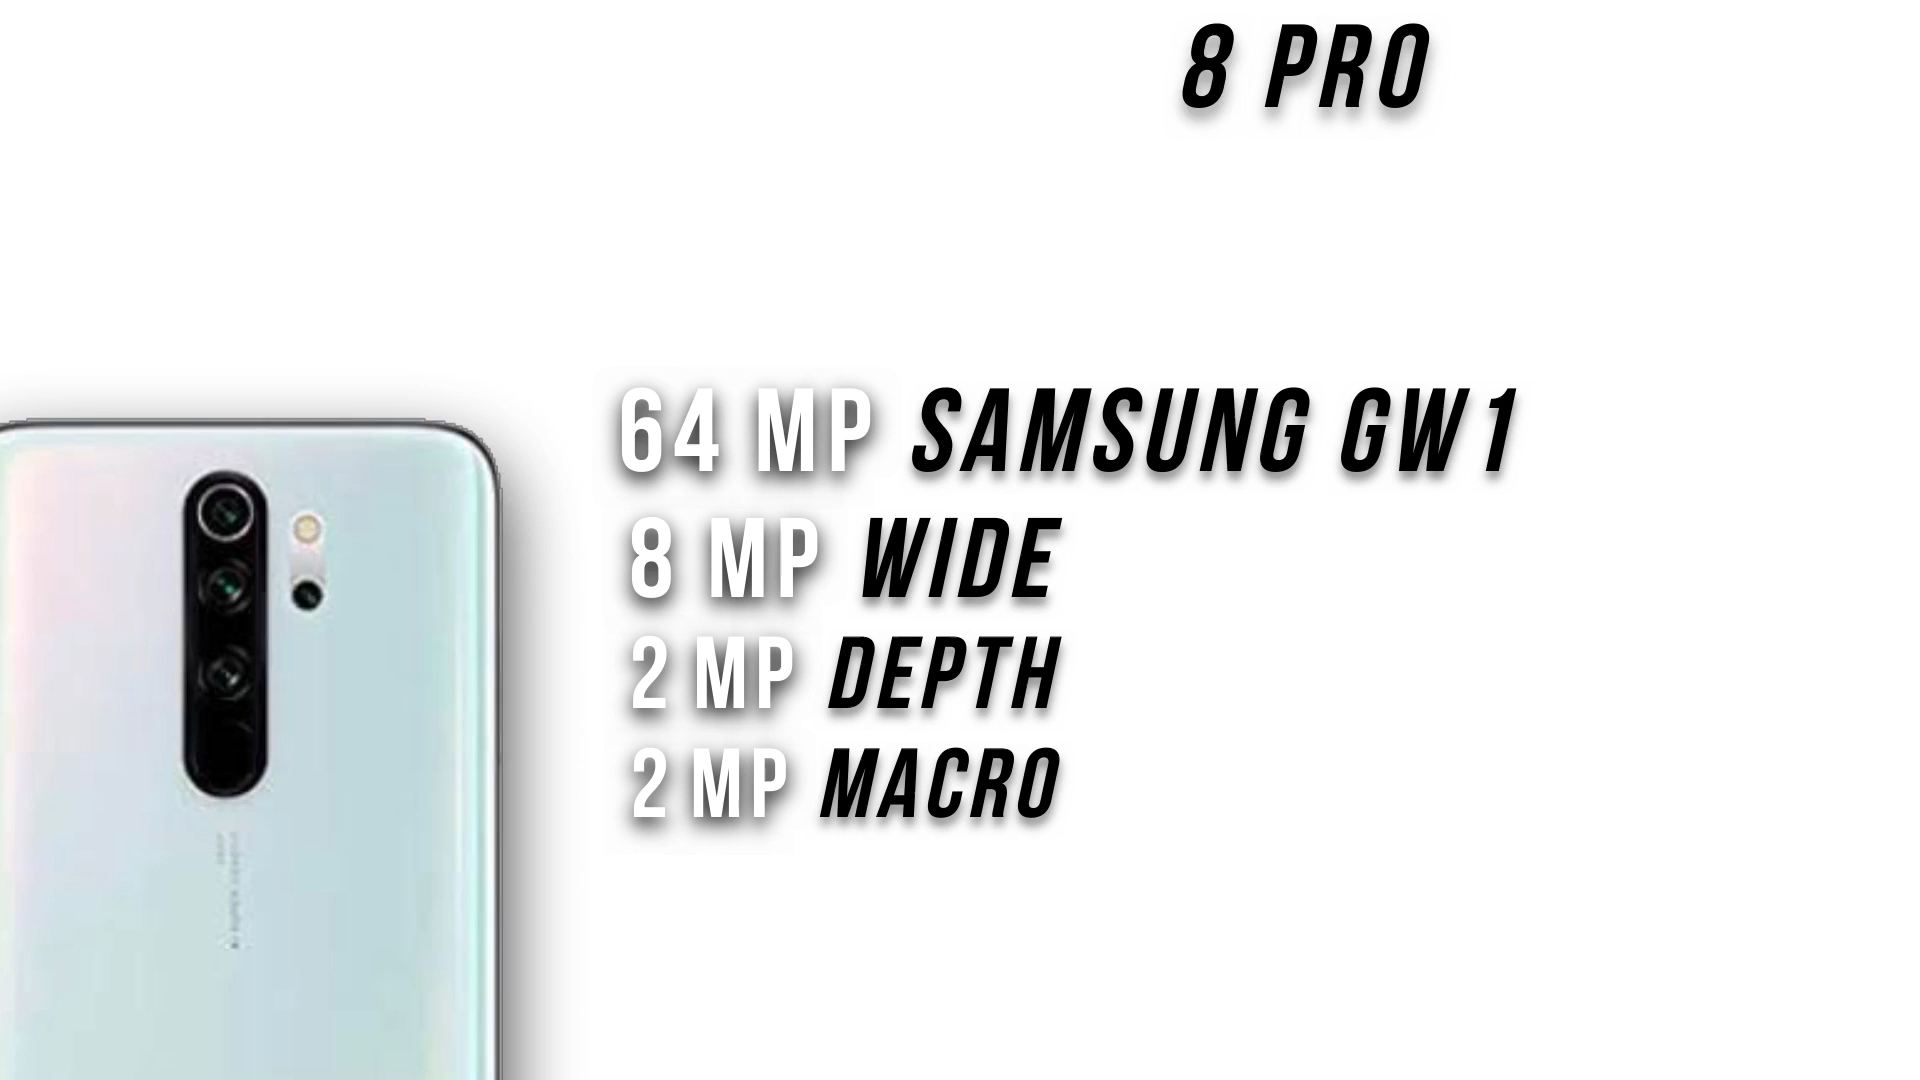 8 PRO
64 MP SAMSUNG GW1
8 MP WIDE
2 MP DEPTH
2 MP MACRO